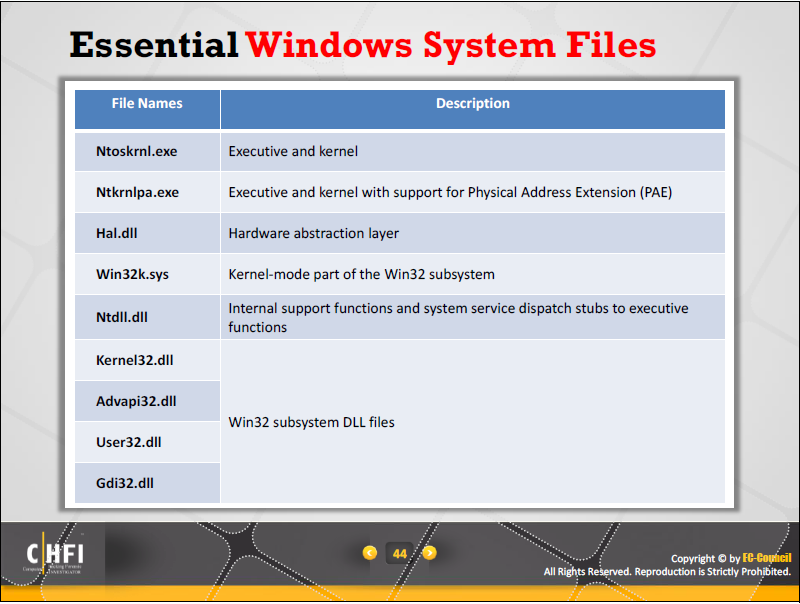 Essential Windows System Files
File Names Description
Ntoskrnl.exe Executive and kernel
Ntkrnlpa.exe Executive and kernel with support for Physical Address Extension (PAE)
Hal.dll Hardware abstraction layer
Win32k.sys Kernel-mode part of the Win32 subsystem
Ntdll.dll Internal support functions and system service dispatch stubs to executive
functions
Kernel32.dll
Advapi32.dll
Win32 subsystem DLL files
User32.dll
Gdi32.dll
CHFI
Computer Hacking Forensic
INVESTIGATOR
44
Copyright © by EC-Council
All Rights Reserved. Reproduction is Strictly Prohibited.